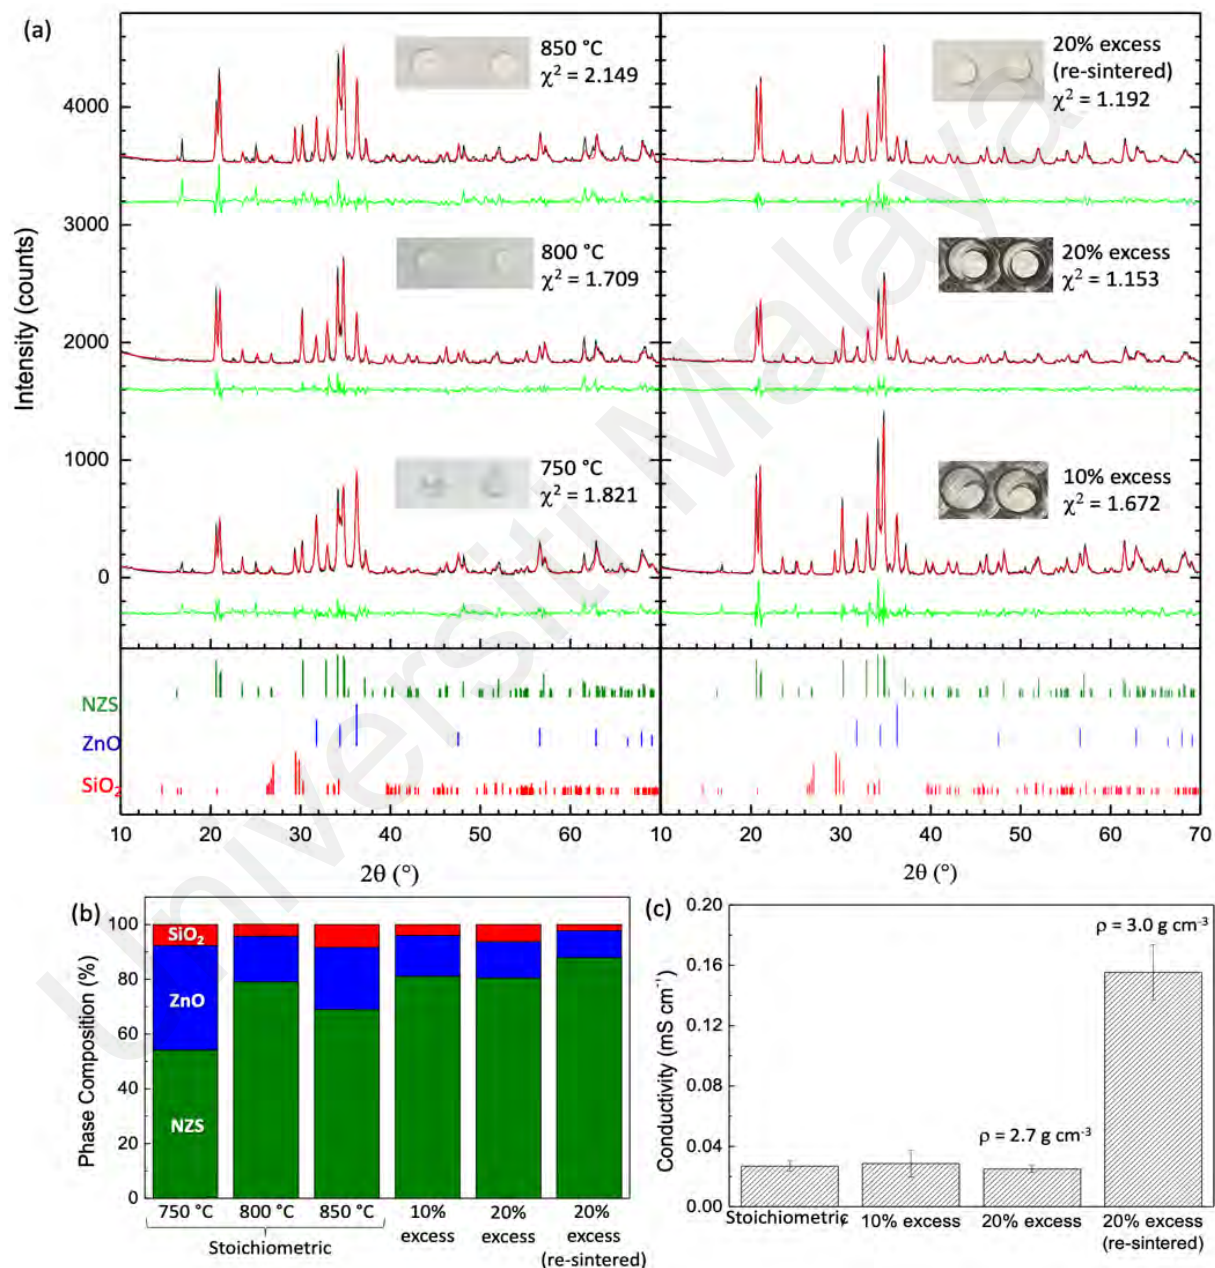 (a)
Intensity (counts)
4000
3000
2000
1000
0
850 °C
χ² = 2.149
800 °C
χ² = 1.709
750 °C
χ² = 1.821
20% excess
(re-sintered)
χ² = 1.192
20% excess
χ² = 1.153
10% excess
χ² = 1.672
NZS
ZnO
SiO₂
10 20 30 40 50 60 10 20 30 40 50 60 70
2θ (°) 2θ (°)
(b)
Phase Composition (%)
100
80
60
40
20
0
SiO₂
ZnO
NZS
750 °C 800 °C 850 °C 10% excess 20% excess 20% excess (re-sintered)
Stoichiometric
(c)
Conductivity (mS cm⁻¹)
0.20
0.16
0.12
0.08
0.04
0.00
ρ = 3.0 g cm⁻³
ρ = 2.7 g cm⁻³
Stoichiometric 10% excess 20% excess 20% excess
(re-sintered)
Universiti Malaya